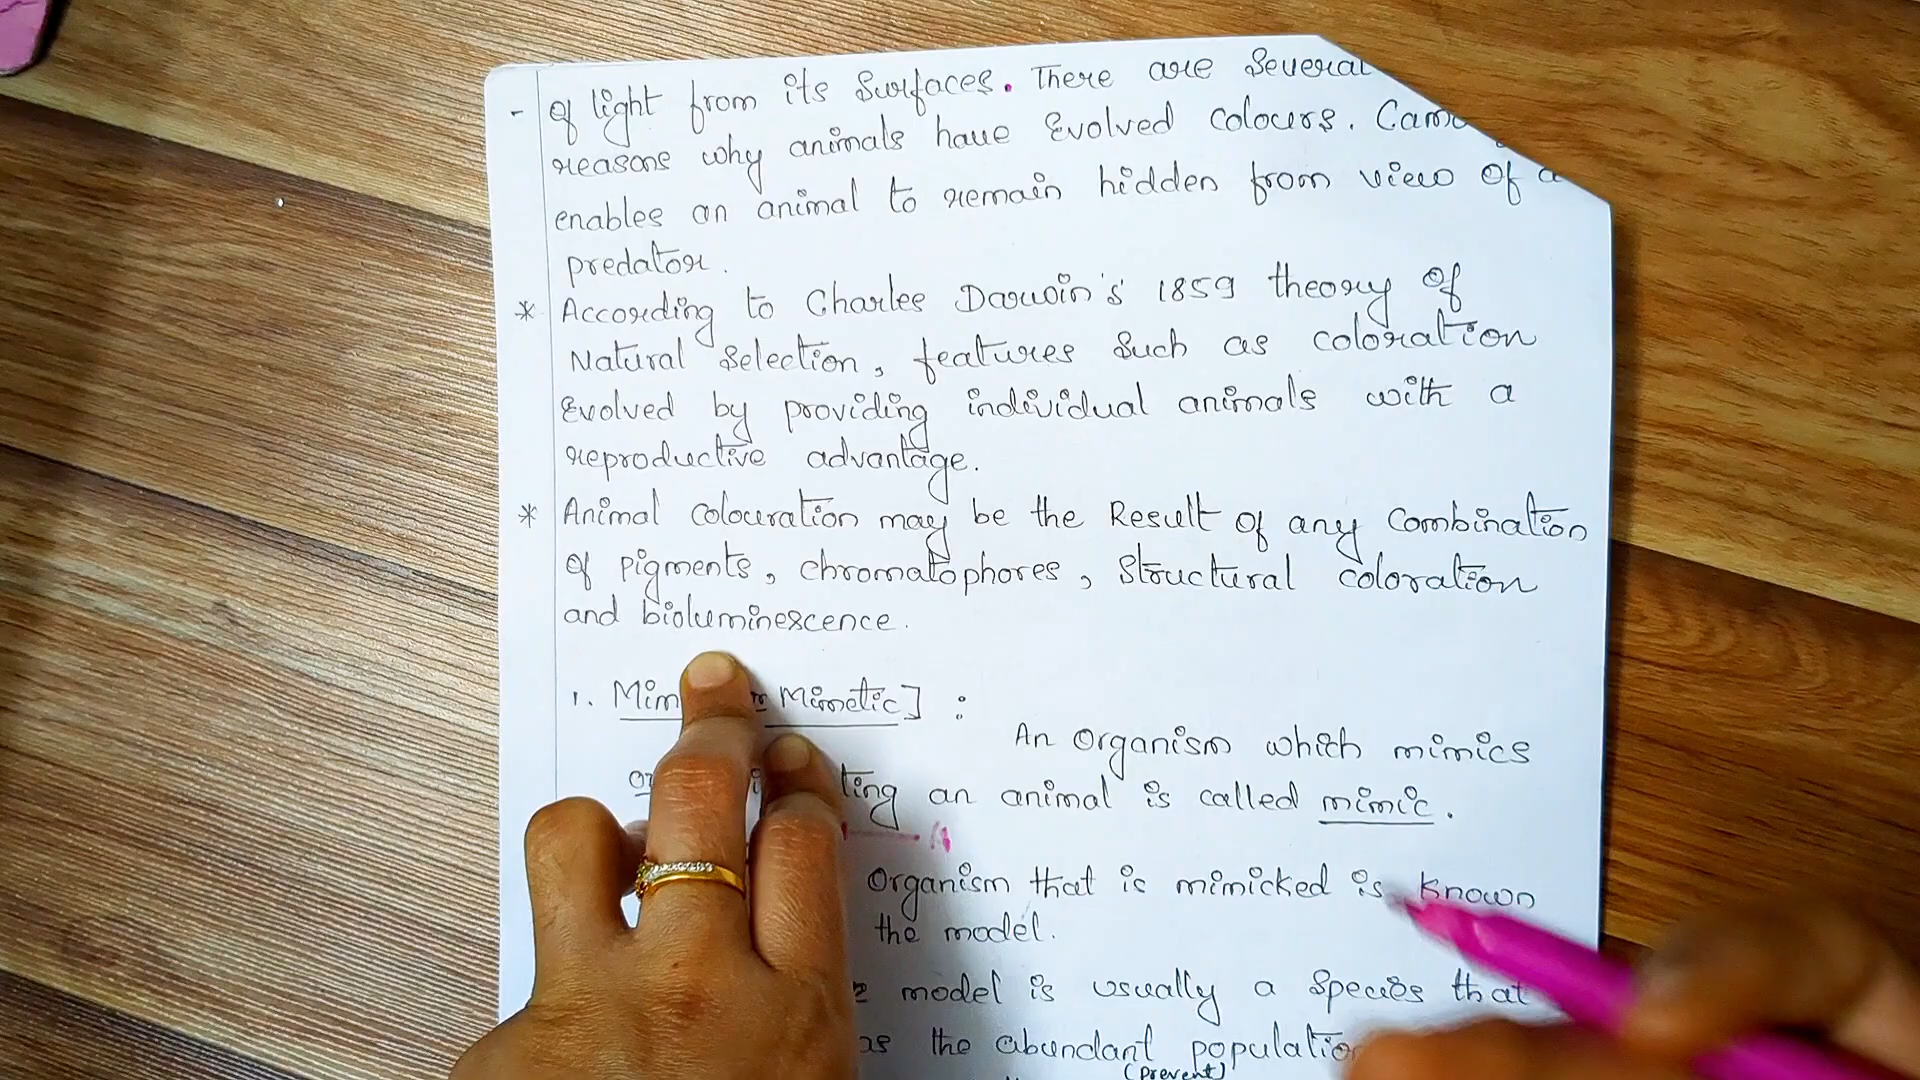 - Of light from its surfaces. There are several
reasons why animals have Evolved colours.
enables an animal to remain hidden from view of a
predator.
* According to Charles Darwin's 1859 theory of
Natural selection, features such as coloration
Evolved by providing individual animals with a
reproductive advantage.
* Animal colouration may be the Result of any combination
of pigments, chromatophores, structural coloration
and bioluminescence.
1. Mimetic] :
An organism which mimics
an animal is called mimic.
Organism that is mimicked is known
the model.
model is usually a species that
the abundant population
(prevent)